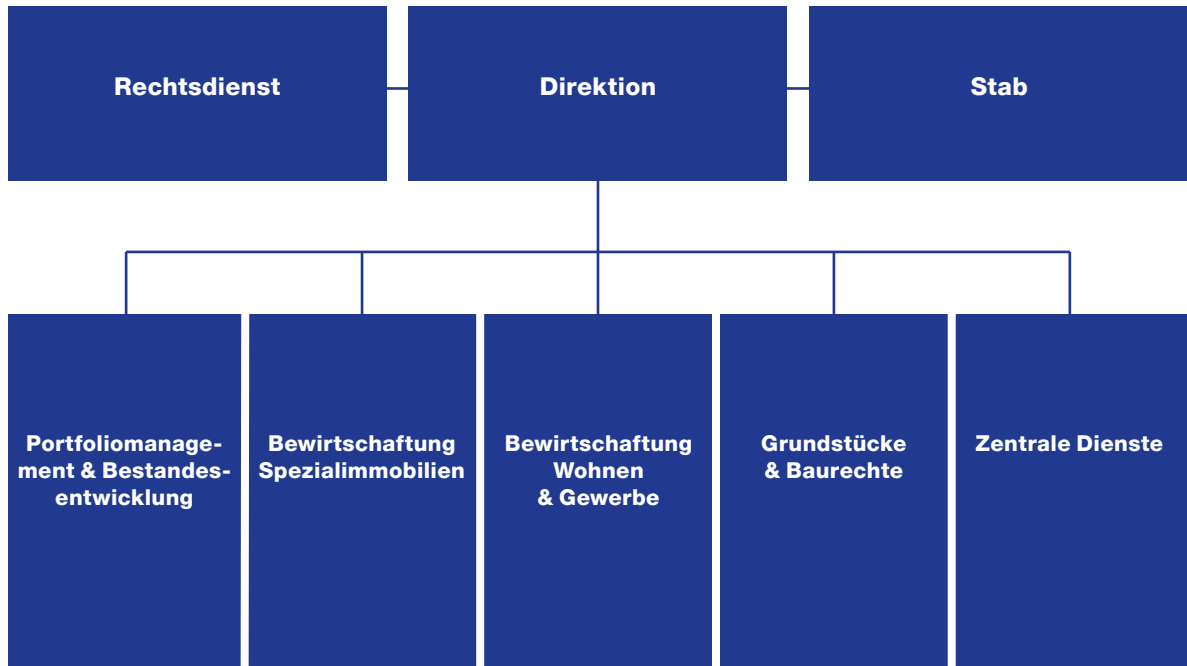 Rechtsdienst
Direktion
Stab
Portfoliomanage-
ment & Bestandes-
entwicklung
Bewirtschaftung
Spezialimmobilien
Bewirtschaftung
Wohnen
& Gewerbe
Grundstücke
& Baurechte
Zentrale Dienste